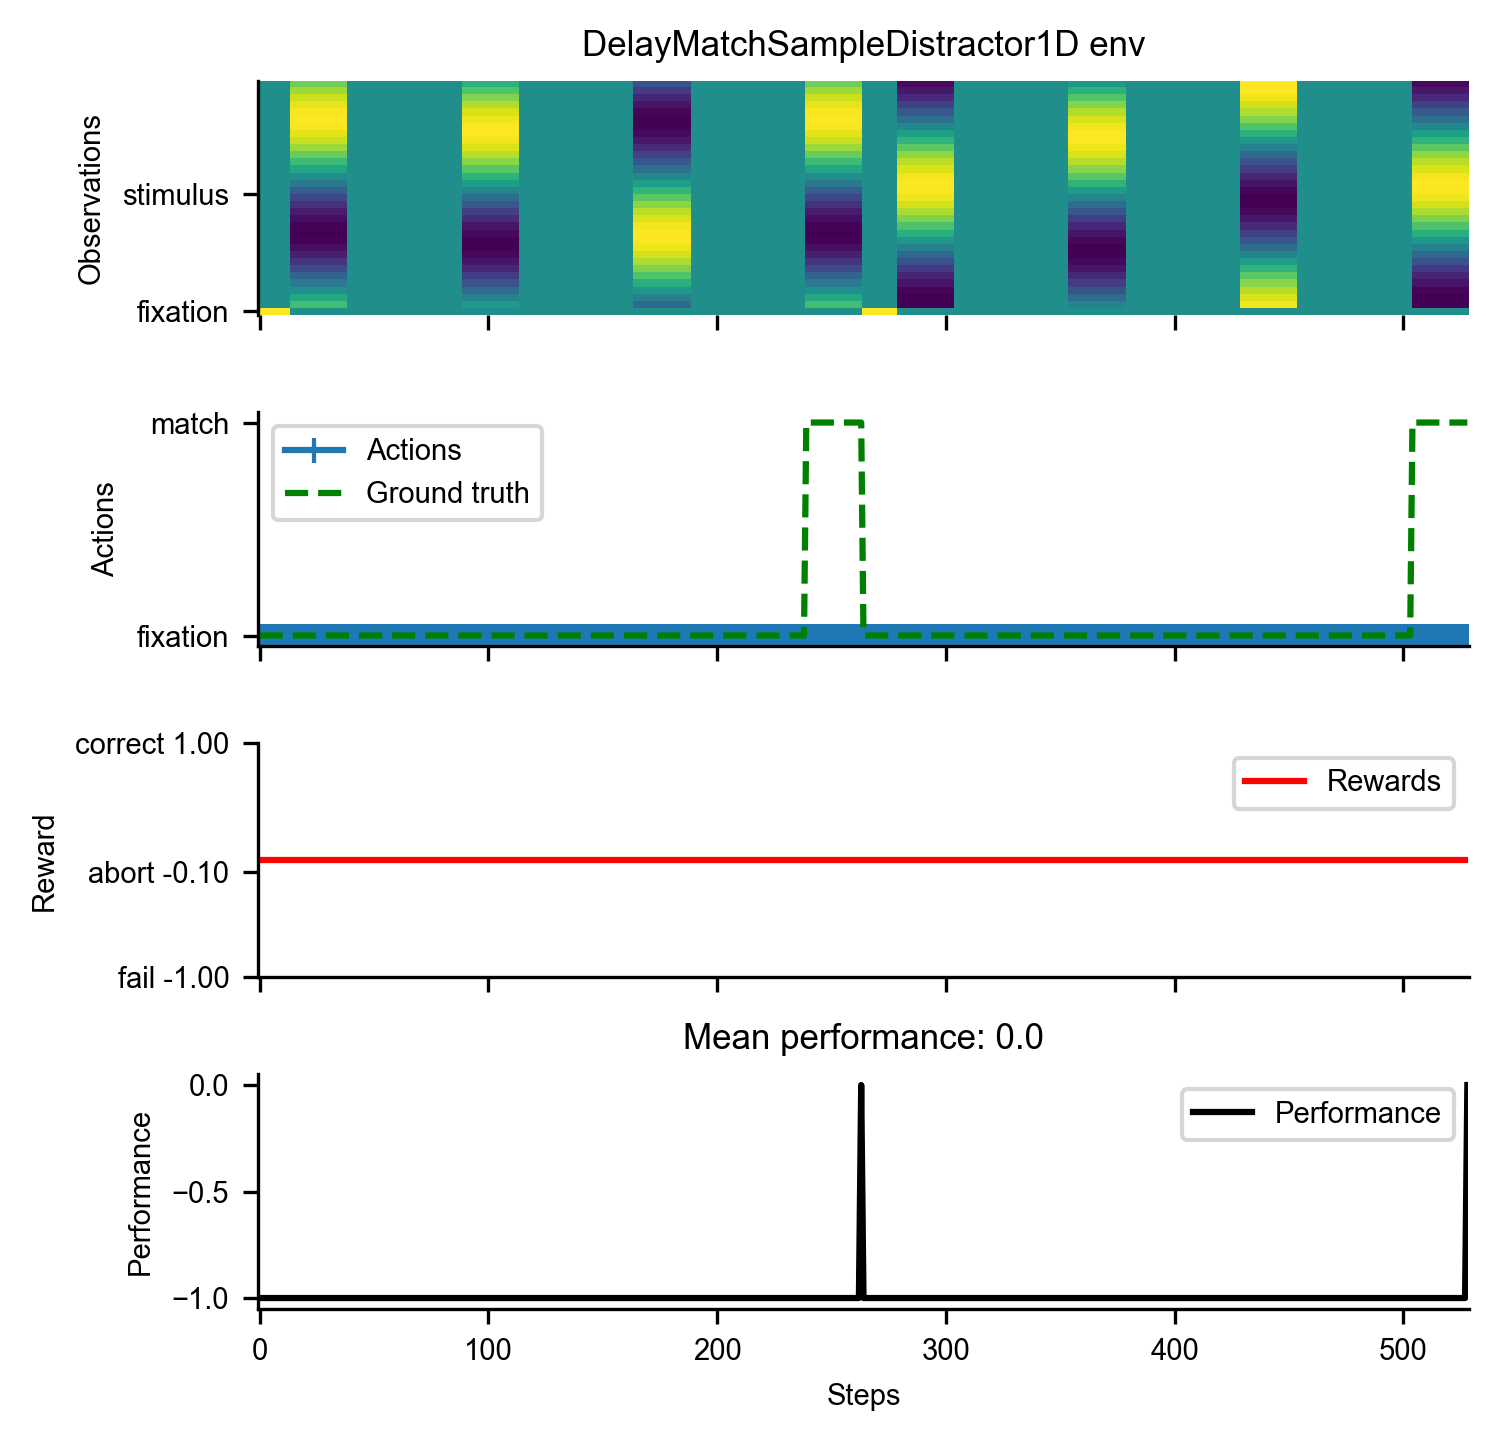 DelayMatchSampleDistractor1D env
Observations
stimulus
fixation
Actions
match
fixation
Actions
Ground truth
Reward
correct 1.00
abort -0.10
fail -1.00
Rewards
Mean performance: 0.0
Performance
0.0
−0.5
−1.0
Performance
0 100 200 300 400 500
Steps